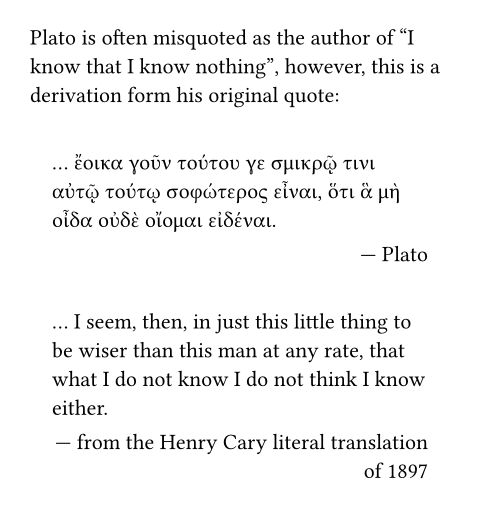 Plato is often misquoted as the author of “I
know that I know nothing”, however, this is a
derivation form his original quote:
… ἔοικα γοῦν τούτου γε σμικρῷ τινι
αὐτῷ τούτῳ σοφώτερος εἶναι, ὅτι ἃ μὴ
οἶδα οὐδὲ οἴομαι εἰδέναι.
— Plato
… I seem, then, in just this little thing to
be wiser than this man at any rate, that
what I do not know I do not think I know
either.
— from the Henry Cary literal translation
of 1897